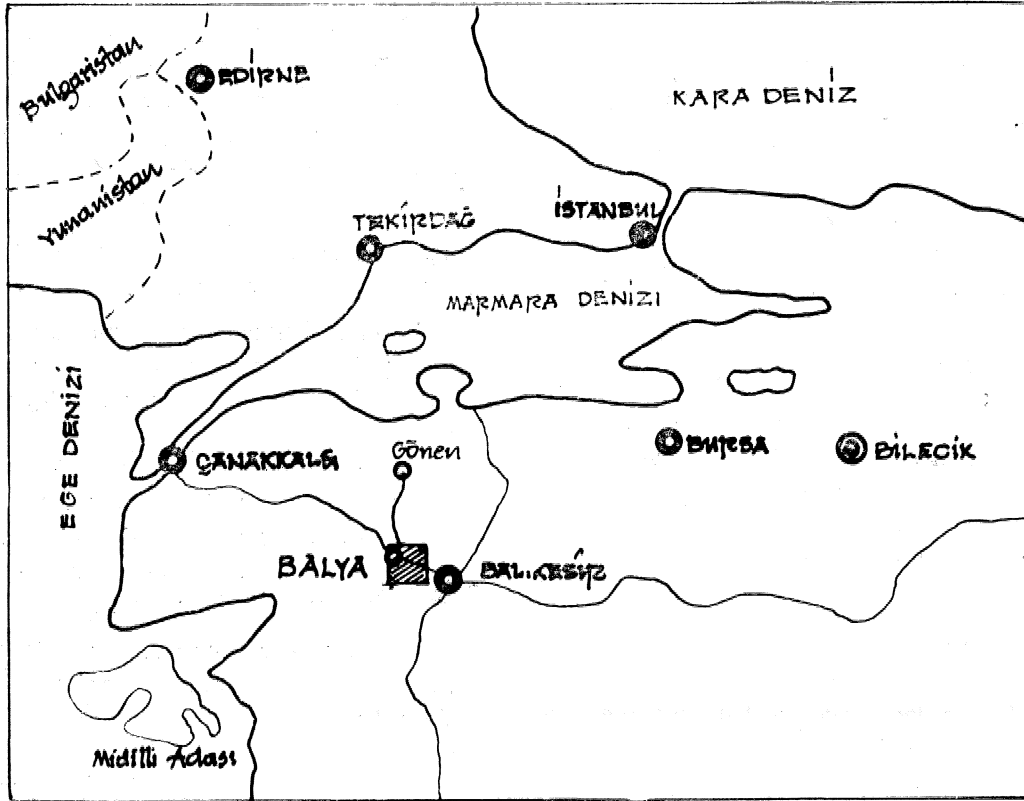 Bulgaristan
EDİRNE
KARA DENİZ
Yunanistan
TEKİRDAĞ
İSTANBUL
MARMARA DENİZİ
EGE DENİZİ
ÇANAKKALE
Gönen
BURSA
BİLECİK
BALYA
BALIKESİR
Midilli Adası